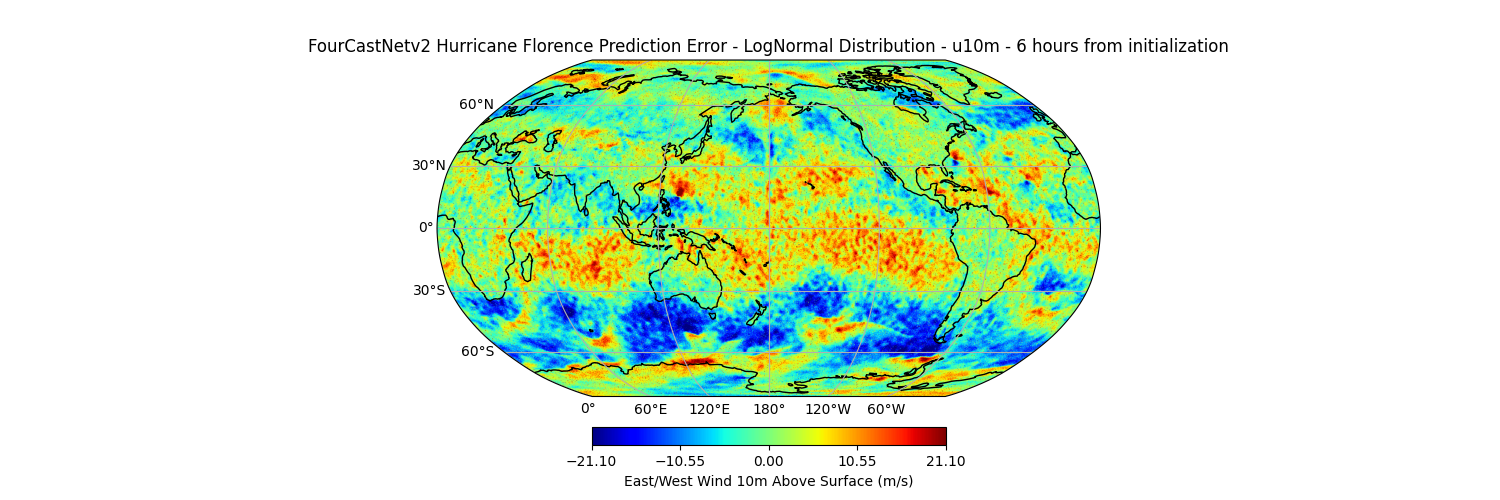 FourCastNetv2 Hurricane Florence Prediction Error - LogNormal Distribution - u10m - 6 hours from initialization
60°N
30°N
0°
30°S
60°S
0° 60°E 120°E 180° 120°W 60°W
−21.10 −10.55 0.00 10.55 21.10
East/West Wind 10m Above Surface (m/s)